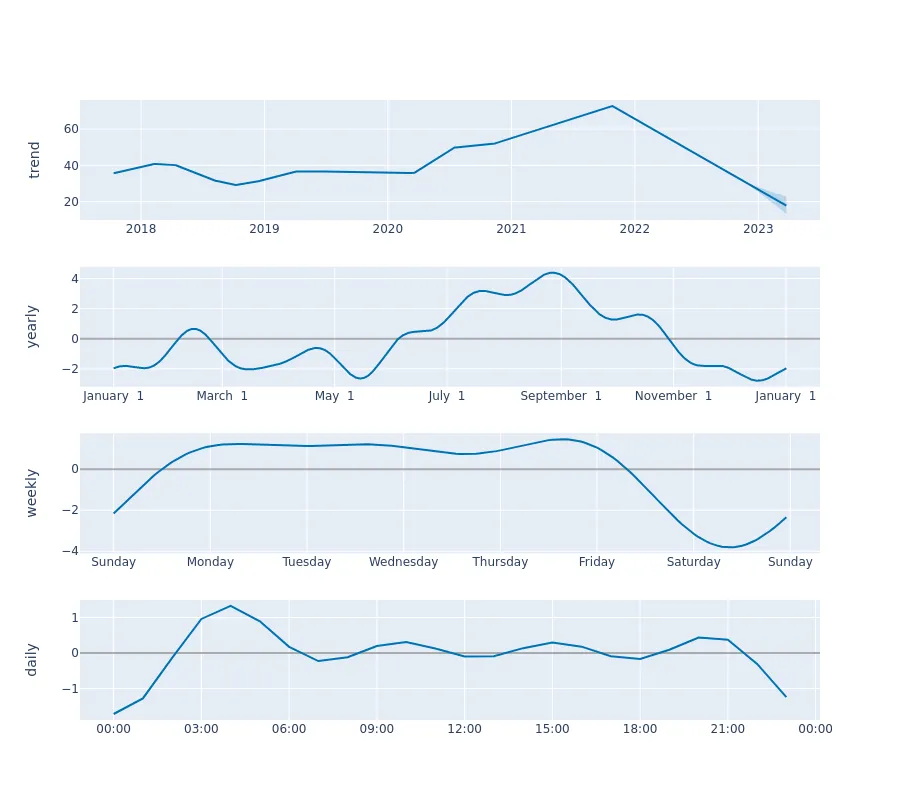 trend
60
40
20
2018 2019 2020 2021 2022 2023
yearly
4
2
0
−2
January 1 March 1 May 1 July 1 September 1 November 1 January 1
weekly
0
−2
−4
Sunday Monday Tuesday Wednesday Thursday Friday Saturday Sunday
daily
1
0
−1
00:00 03:00 06:00 09:00 12:00 15:00 18:00 21:00 00:00